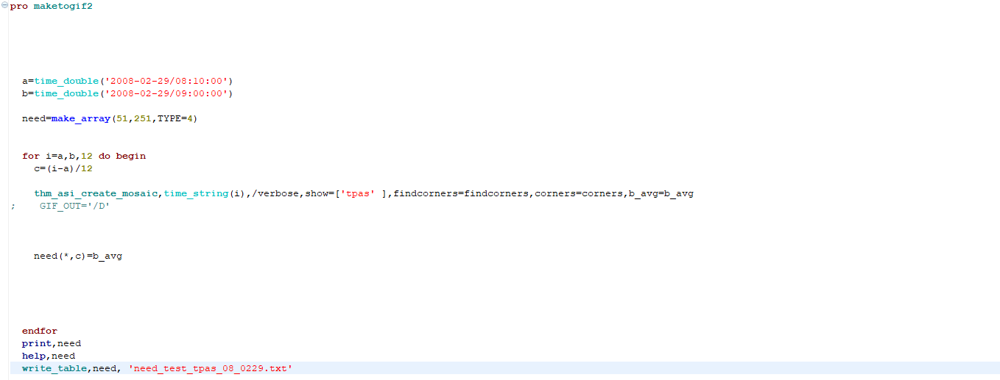 pro maketogif2
a=time_double('2008-02-29/08:10:00')
b=time_double('2008-02-29/09:00:00')
need=make_array(51,251,TYPE=4)
for i=a,b,12 do begin
c=(i-a)/12
thm_asi_create_mosaic,time_string(i),/verbose,show=['tpas' ],findcorners=findcorners,corners=corners,b_avg=b_avg
; GIF_OUT='/D'
need(*,c)=b_avg
endfor
print,need
help,need
write_table,need, 'need_test_tpas_08_0229.txt'